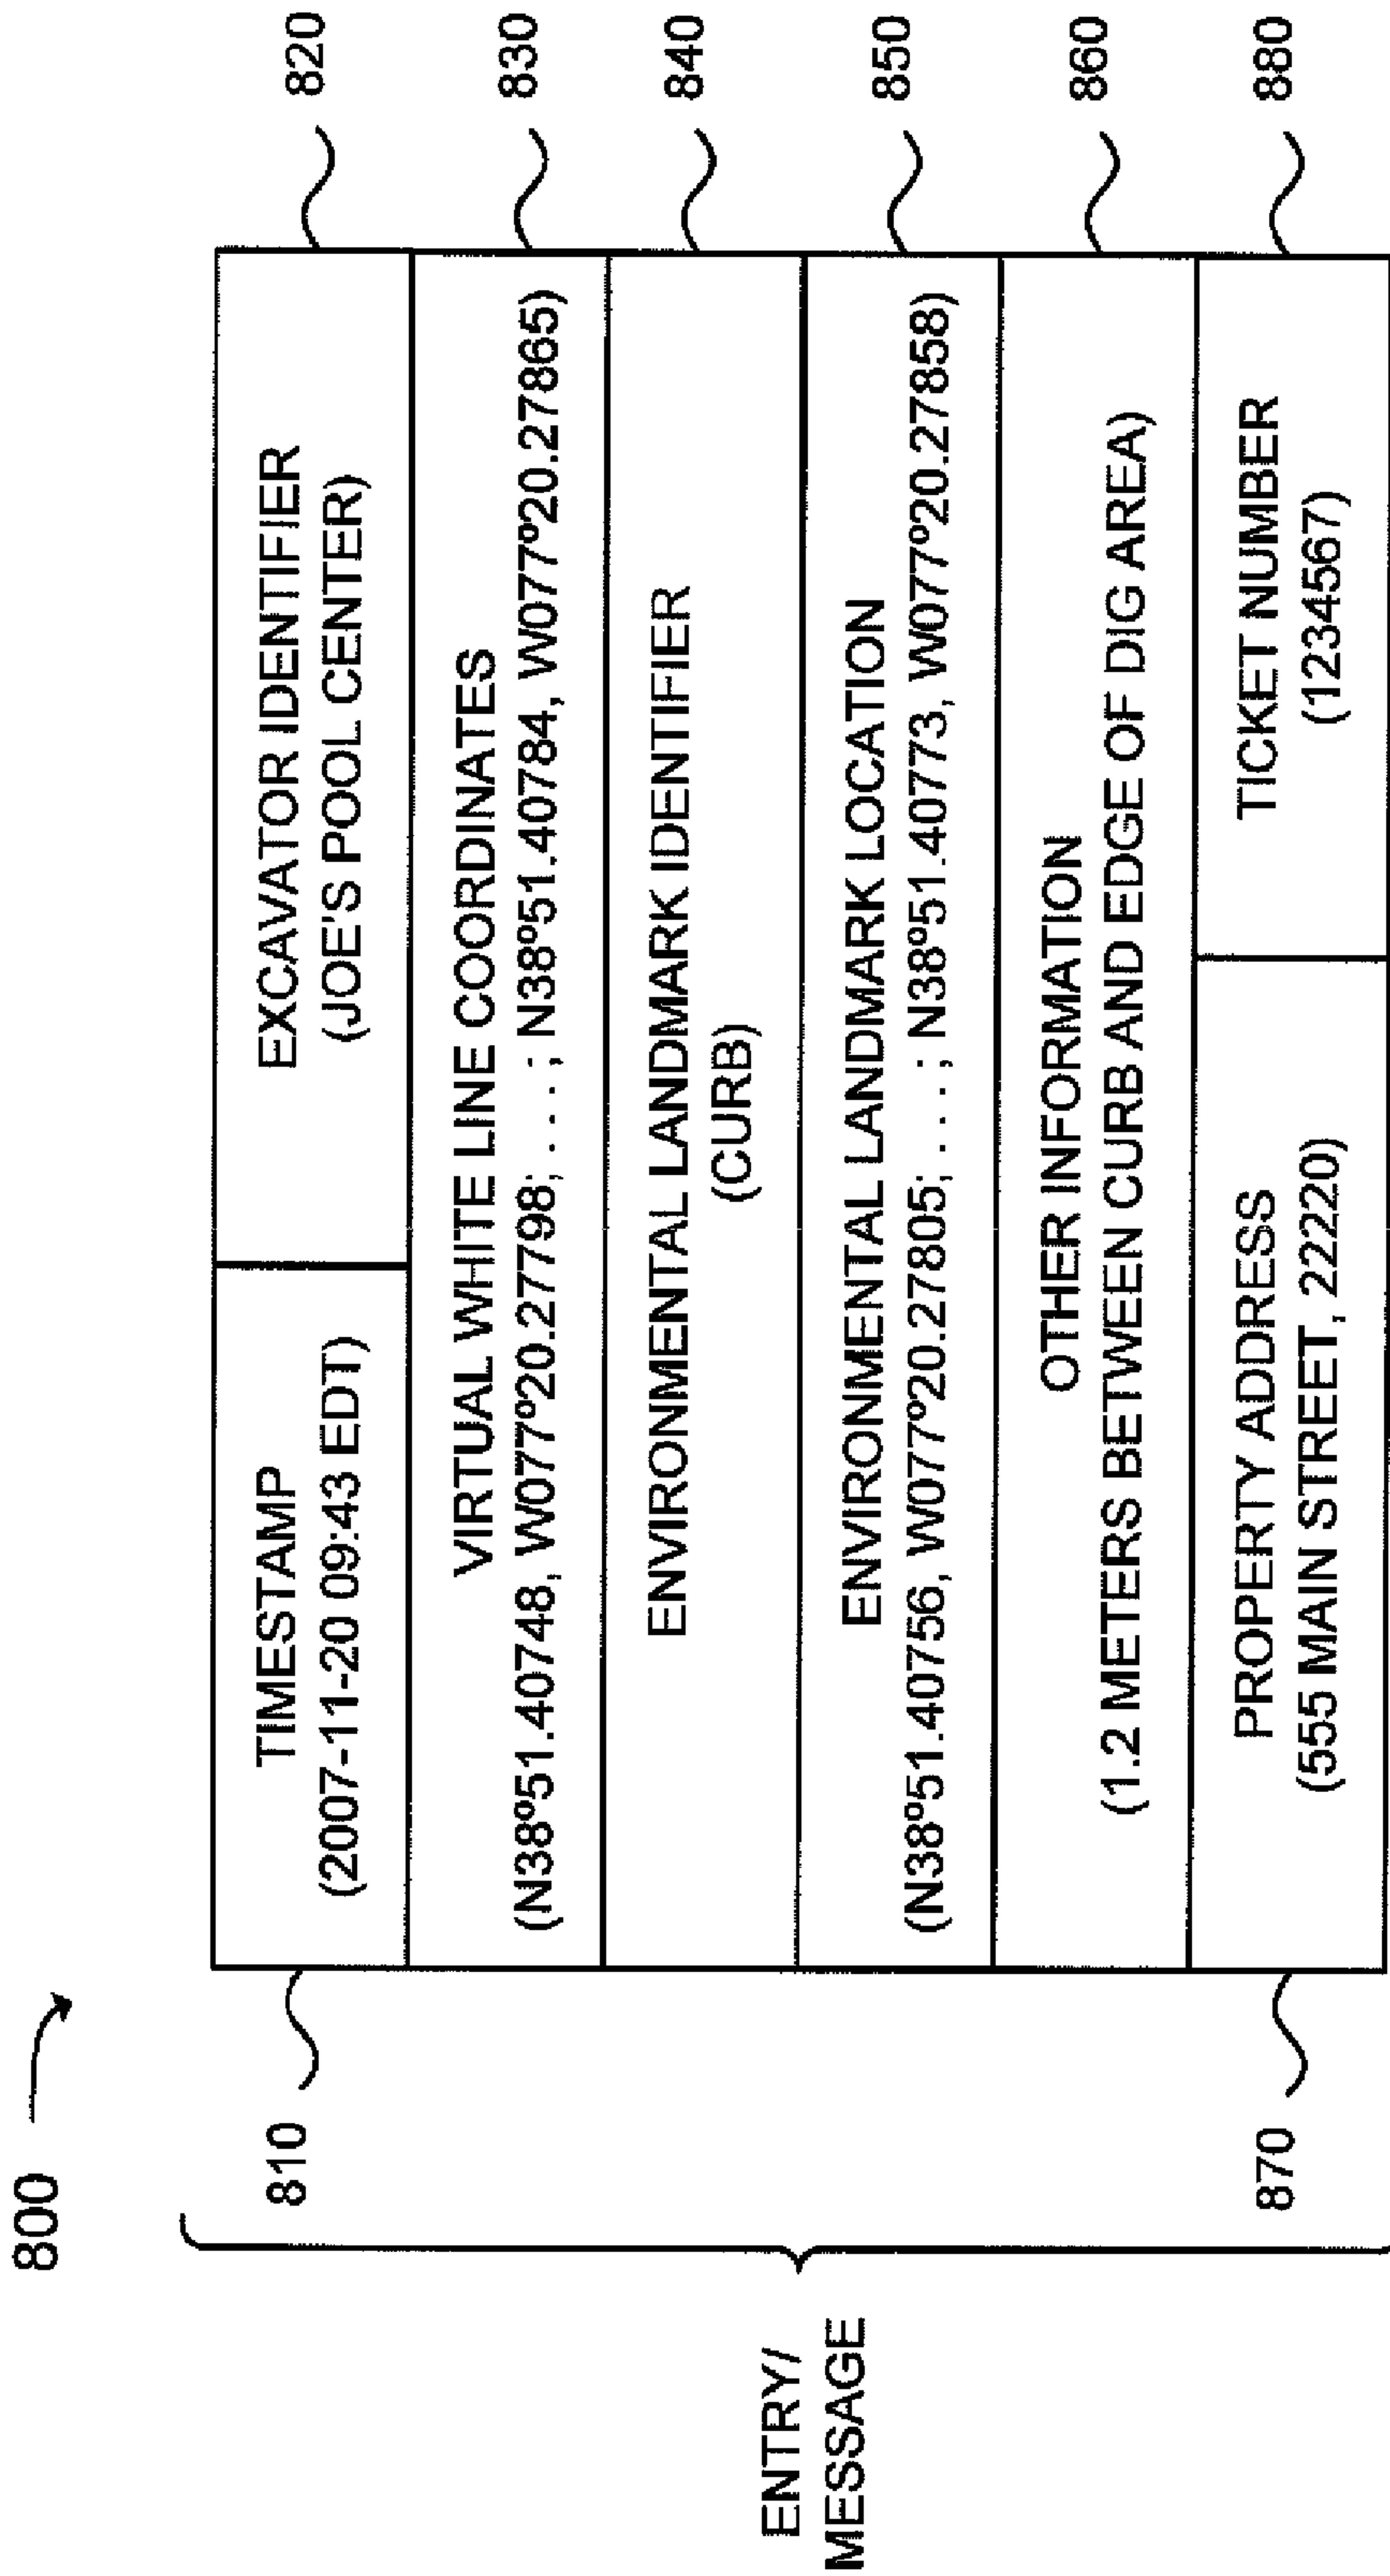 800
ENTRY/
MESSAGE
810
TIMESTAMP
(2007-11-20 09:43 EDT)
EXCAVATOR IDENTIFIER
(JOE'S POOL CENTER)
820
VIRTUAL WHITE LINE COORDINATES
(N38°51.40748, W077°20.27798; . . . ; N38°51.40784, W077°20.27865)
830
ENVIRONMENTAL LANDMARK IDENTIFIER
(CURB)
840
ENVIRONMENTAL LANDMARK LOCATION
(N38°51.40756, W077°20.27805; . . . ; N38°51.40773, W077°20.27858)
850
OTHER INFORMATION
(1.2 METERS BETWEEN CURB AND EDGE OF DIG AREA)
860
870
PROPERTY ADDRESS
(555 MAIN STREET, 22220)
TICKET NUMBER
(1234567)
880